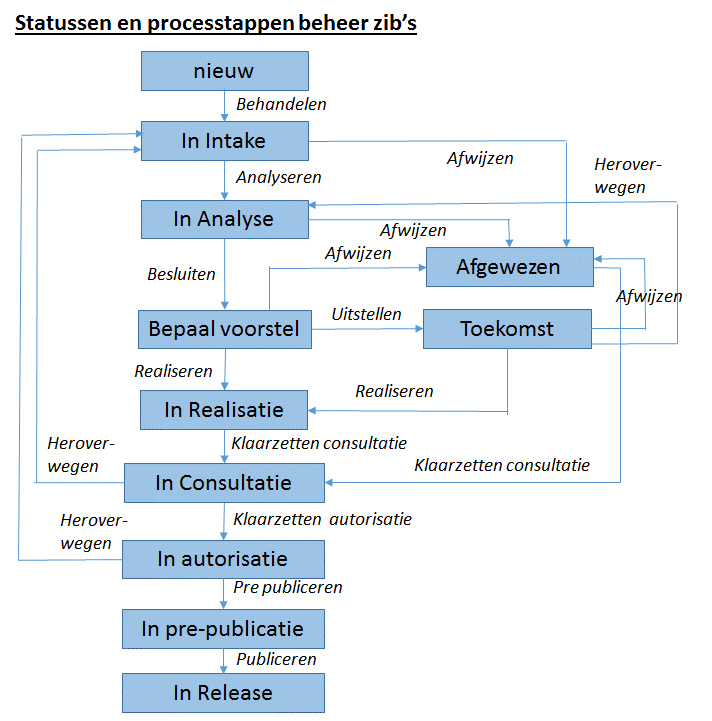 Statussen en processtappen beheer zib's
nieuw
Behandelen
In Intake
Afwijzen
Herover-
wegen
Analyseren
In Analyse
Afwijzen
Afwijzen
Besluiten
Afgewezen
Afwijzen
Bepaal voorstel
Uitstellen
Toekomst
Realiseren
Realiseren
In Realisatie
Klaarzetten consultatie
Herover-
wegen
Klaarzetten consultatie
In Consultatie
Klaarzetten autorisatie
Herover-
wegen
In autorisatie
Pre publiceren
In pre-publicatie
Publiceren
In Release